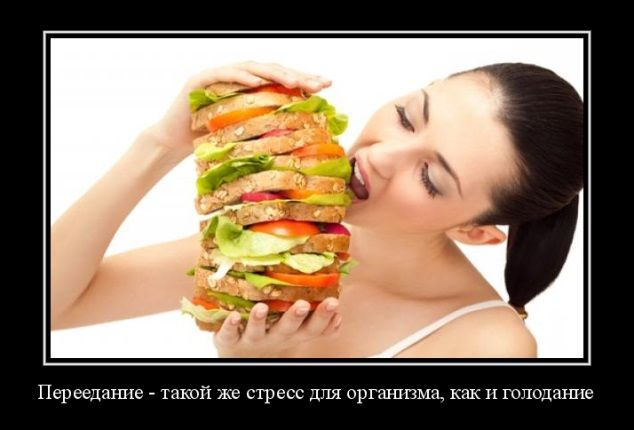 Переедание - такой же стресс для организма, как и голодание